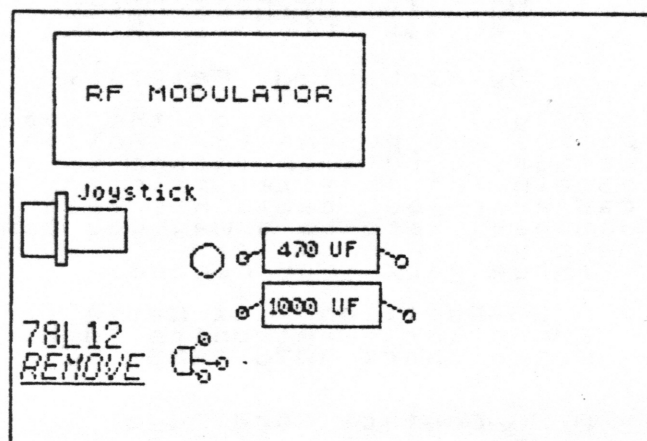 RF MODULATOR
Joystick
470 UF
1000 UF
78L12
REMOVE